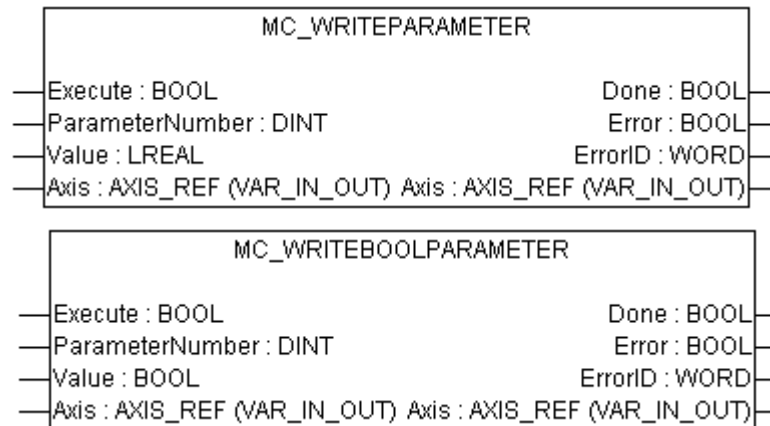 MC_WRITEPARAMETER
Execute : BOOL Done : BOOL
ParameterNumber : DINT Error : BOOL
Value : LREAL ErrorID : WORD
Axis : AXIS_REF (VAR_IN_OUT) Axis : AXIS_REF (VAR_IN_OUT)
MC_WRITEBOOLPARAMETER
Execute : BOOL Done : BOOL
ParameterNumber : DINT Error : BOOL
Value : BOOL ErrorID : WORD
Axis : AXIS_REF (VAR_IN_OUT) Axis : AXIS_REF (VAR_IN_OUT)